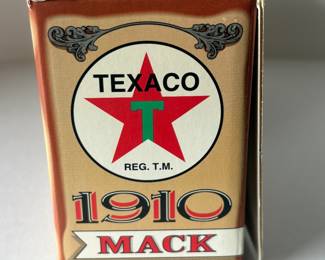 TEXACO
T
REG. T.M.
1910
MACK